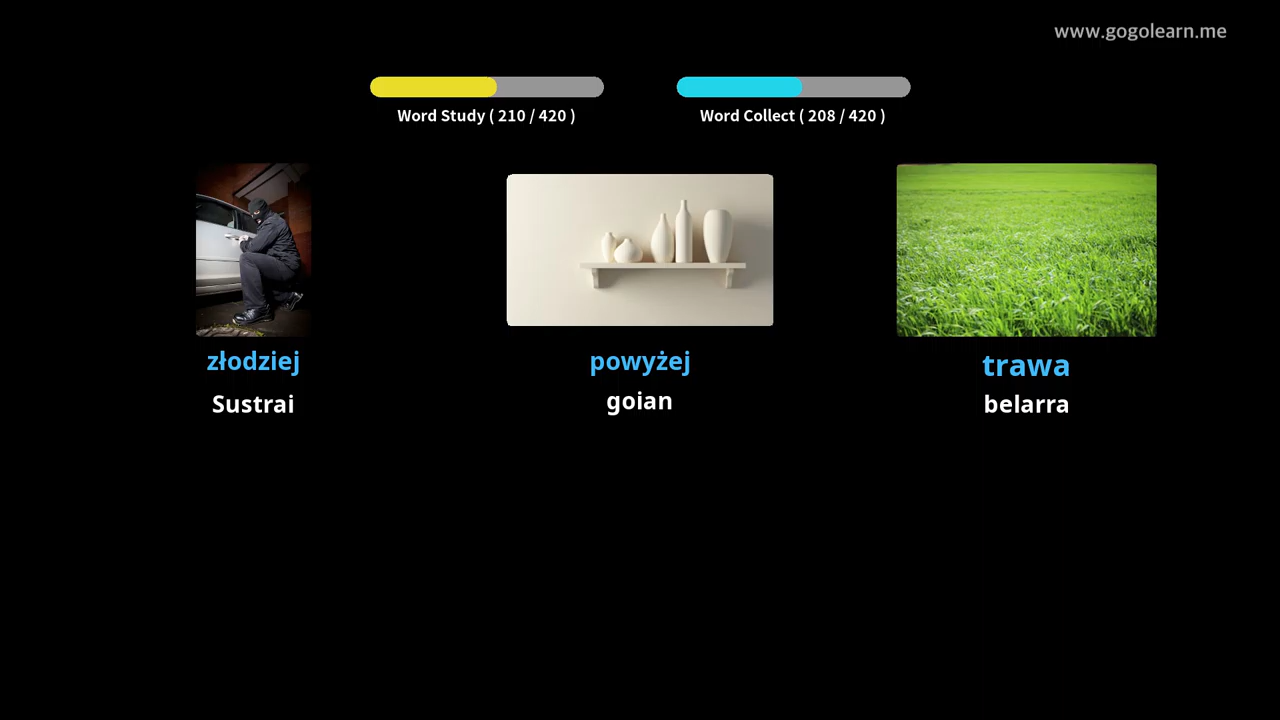 www.gogolearn.me
Word Study ( 210 / 420 )
Word Collect ( 208 / 420 )
złodziej
Sustrai
powyżej
goian
trawa
belarra